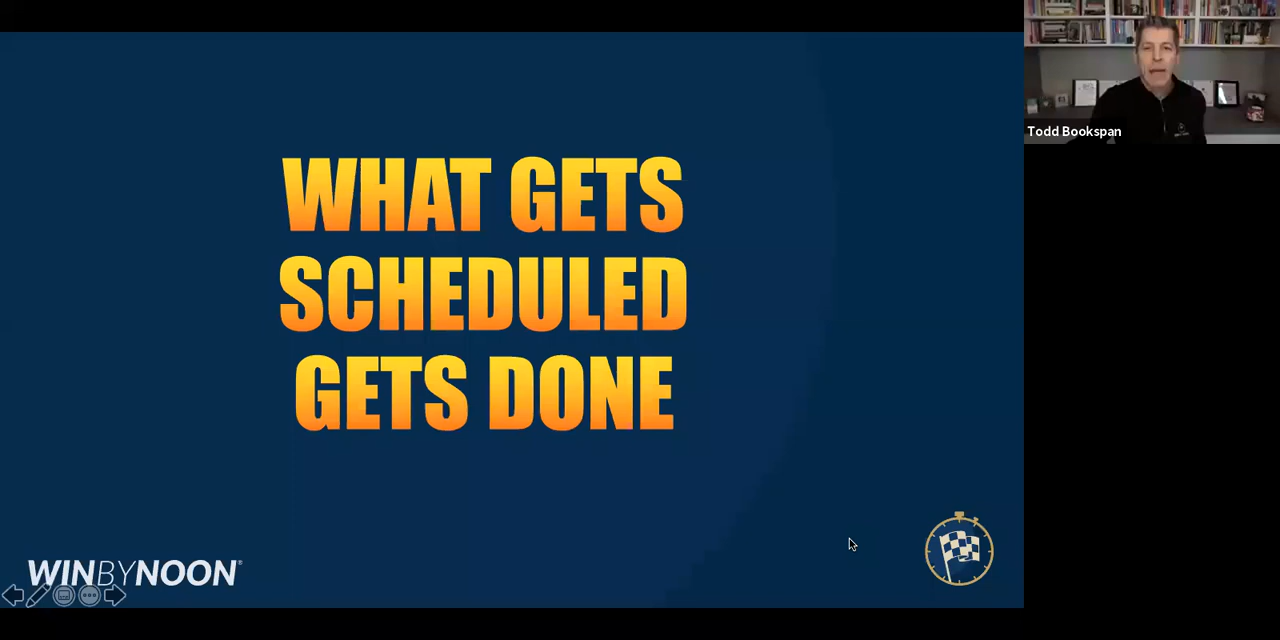 WHAT GETS
SCHEDULED
GETS DONE
Todd Bookspan
WINBYNOON®